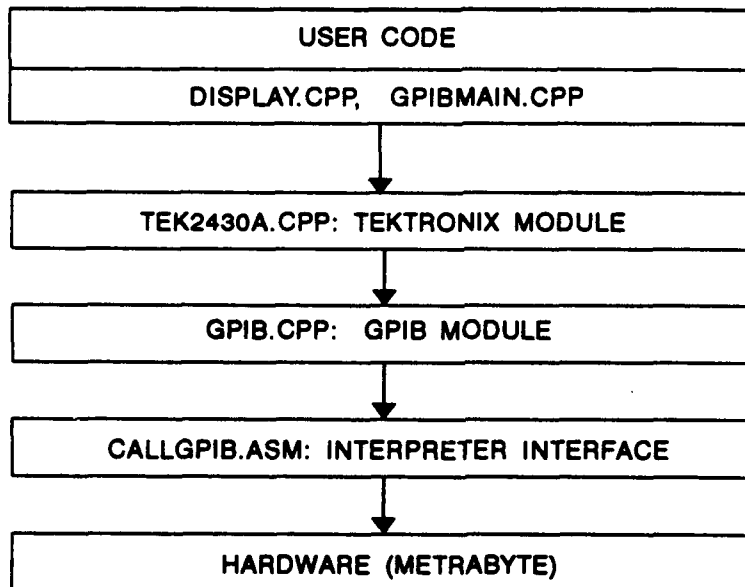 USER CODE
DISPLAY.CPP, GPIBMAIN.CPP
TEK2430A.CPP: TEKTRONIX MODULE
GPIB.CPP: GPIB MODULE
CALLGPIB.ASM: INTERPRETER INTERFACE
HARDWARE (METRABYTE)